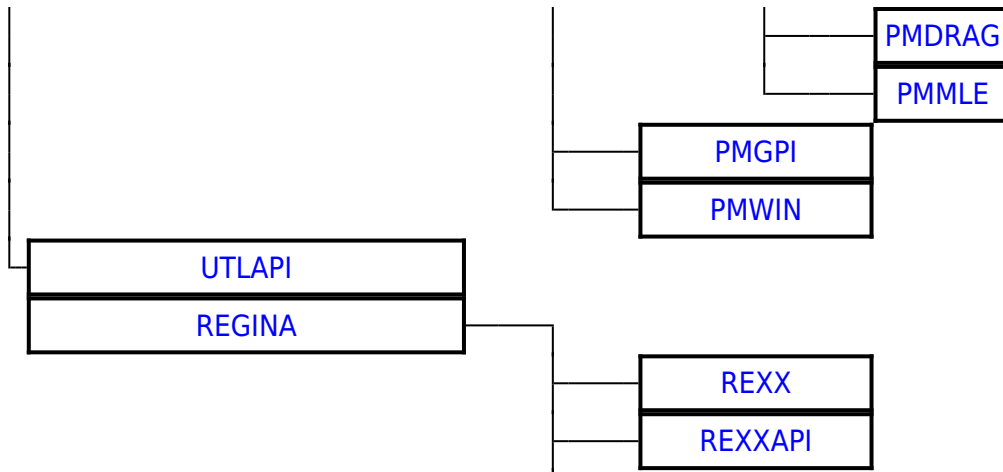 PMDRAG
PMMLE
PMGPI
PMWIN
UTLAPI
REGINA
REXX
REXXAPI